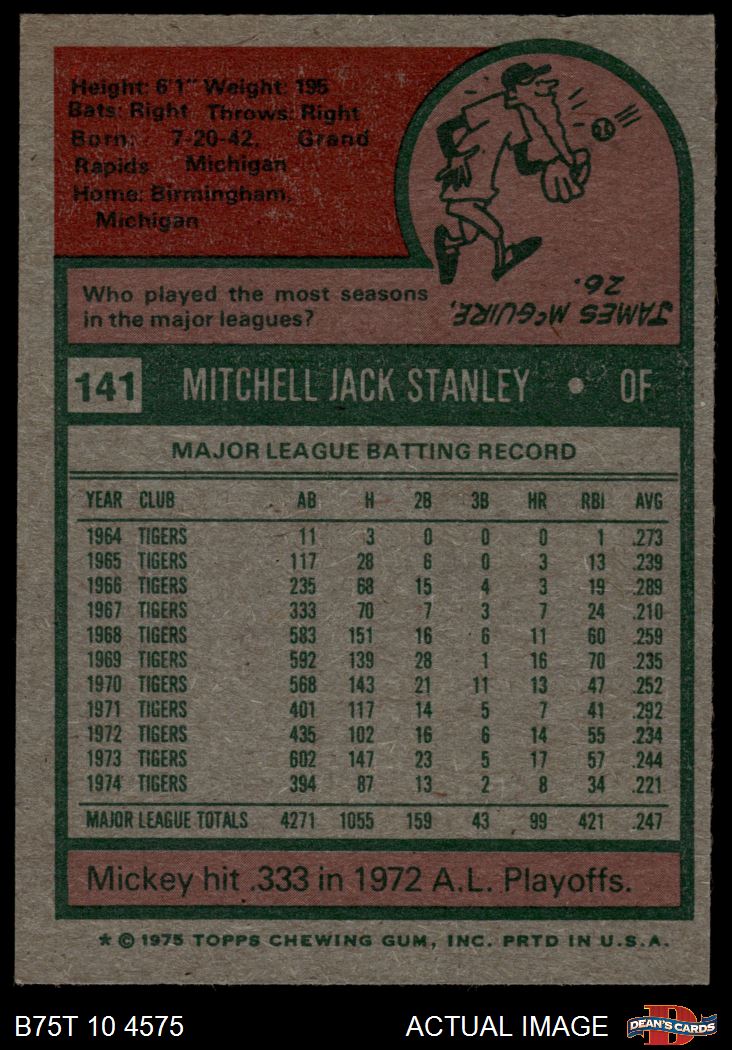 Height: 6'1" Weight: 195
Bats: Right Throws: Right
Born: 7-20-42, Grand
Rapids Michigan
Home: Birmingham,
Michigan
Who played the most seasons
in the major leagues?
JAMES McGUIRE,
26.
141 MITCHELL JACK STANLEY • OF
MAJOR LEAGUE BATTING RECORD
YEAR CLUB AB H 2B 3B HR RBI AVG
1964 TIGERS 11 3 0 0 0 1 .273
1965 TIGERS 117 28 6 0 3 13 .239
1966 TIGERS 235 68 15 4 3 19 .289
1967 TIGERS 333 70 7 3 7 24 .210
1968 TIGERS 583 151 16 6 11 60 .259
1969 TIGERS 592 139 28 1 16 70 .235
1970 TIGERS 568 143 21 11 13 47 .252
1971 TIGERS 401 117 14 5 7 41 .292
1972 TIGERS 435 102 16 6 14 55 .234
1973 TIGERS 602 147 23 5 17 57 .244
1974 TIGERS 394 87 13 2 8 34 .221
MAJOR LEAGUE TOTALS 4271 1055 159 43 99 421 .247
Mickey hit .333 in 1972 A.L. Playoffs.
* © 1975 TOPPS CHEWING GUM, INC. PRTD IN U.S.A.
B75T 10 4575 ACTUAL IMAGE D DEAN'S CARDS